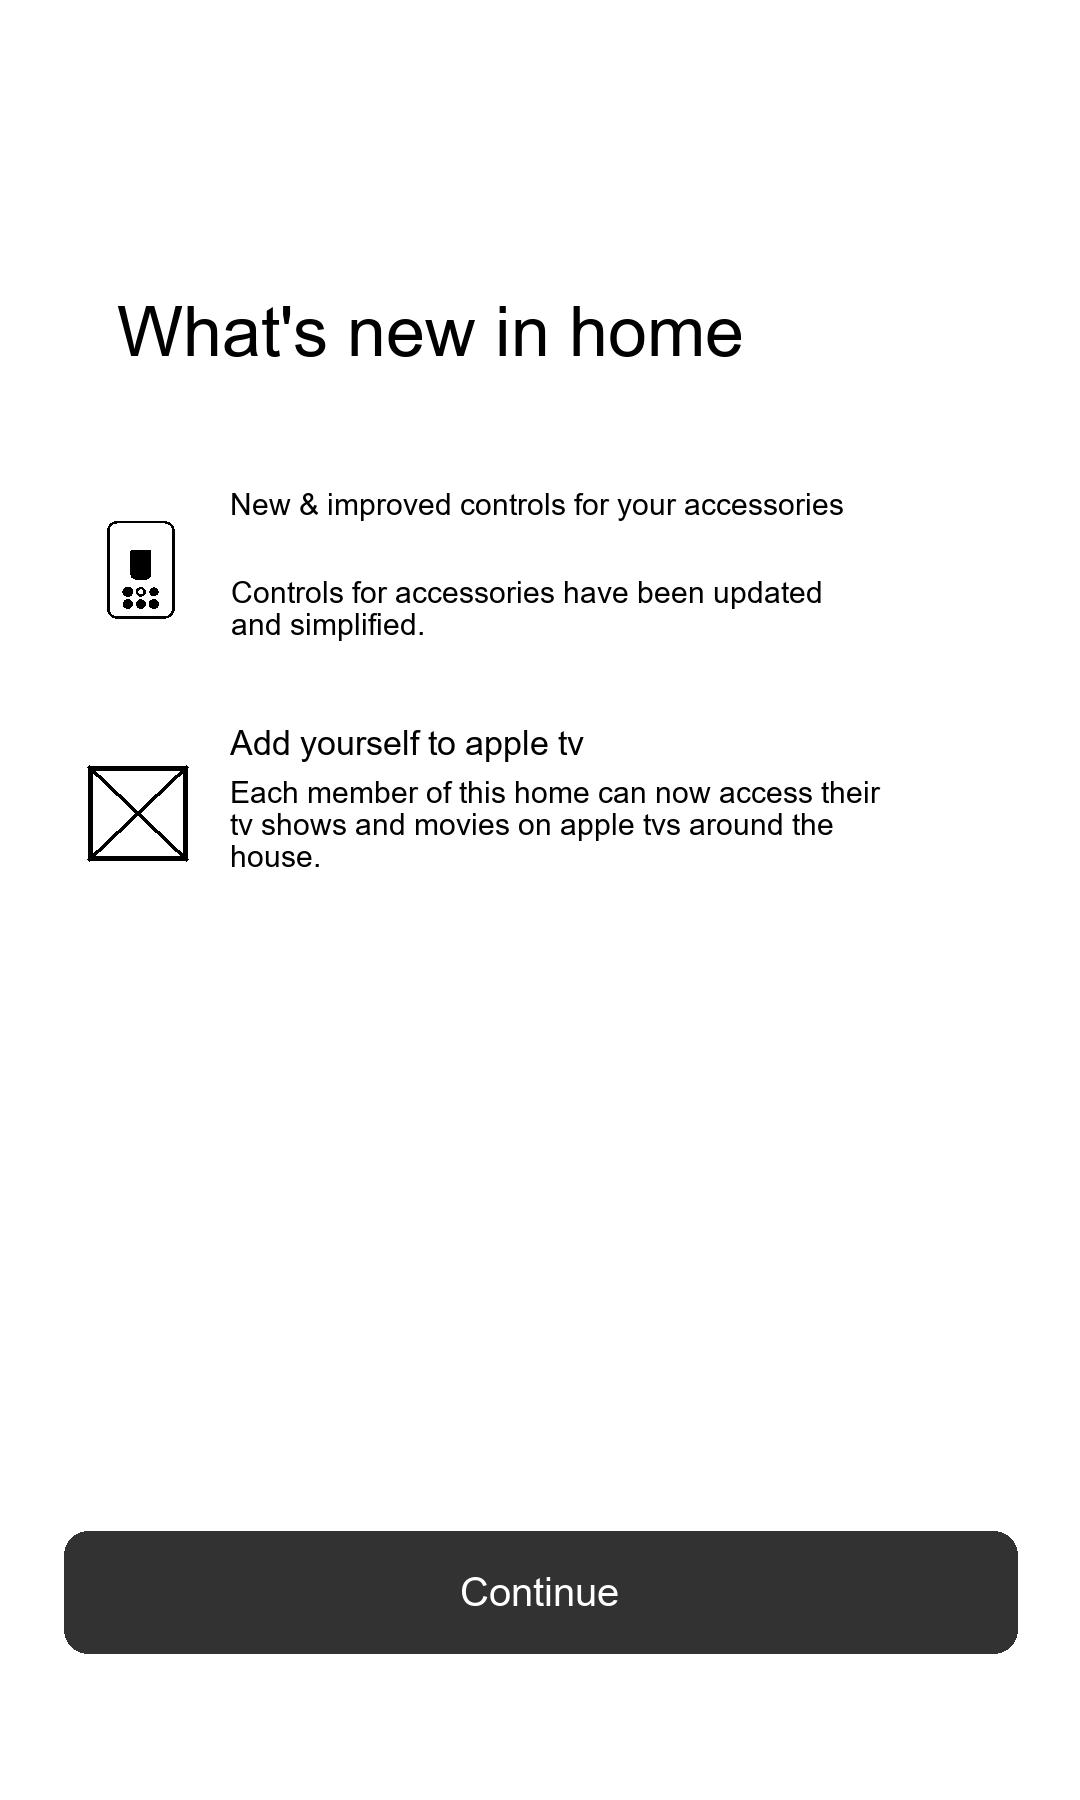 What's new in home
New & improved controls for your accessories
Controls for accessories have been updated
and simplified.
Add yourself to apple tv
Each member of this home can now access their
tv shows and movies on apple tvs around the
house.
Continue